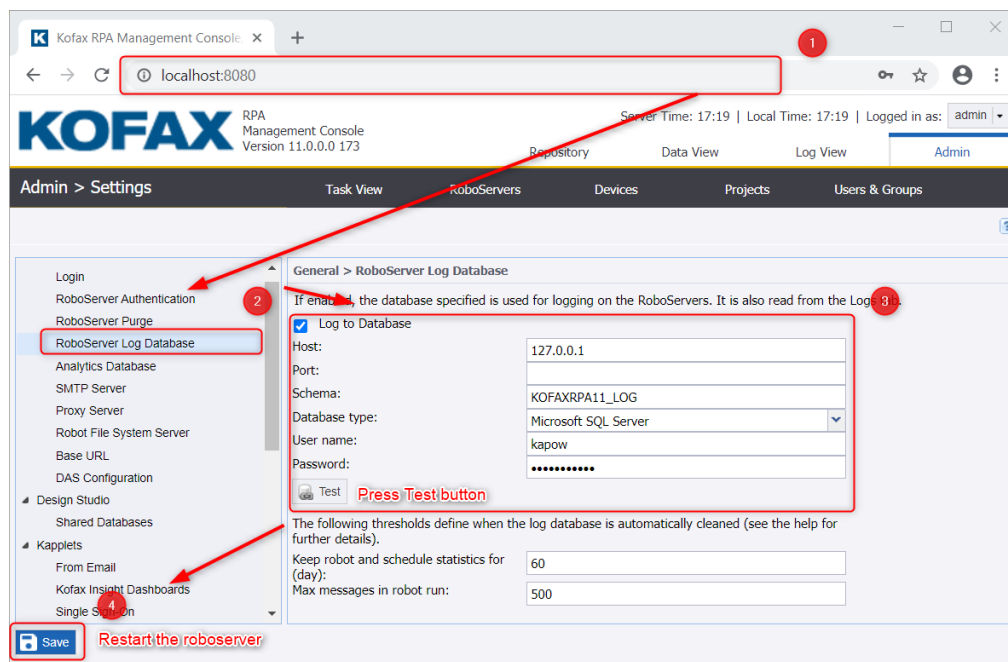 Kofax RPA Management Console
1
localhost:8080
KOFAX
RPA
Management Console
Version 11.0.0.0 173
Server Time: 17:19 | Local Time: 17:19 | Logged in as: admin
Repository Data View Log View Admin
Admin > Settings Task View RoboServers Devices Projects Users & Groups
Login
RoboServer Authentication
RoboServer Purge
RoboServer Log Database
Analytics Database
SMTP Server
Proxy Server
Robot File System Server
Base URL
DAS Configuration
Design Studio
Shared Databases
Kapplets
From Email
Kofax Insight Dashboards
Single Sign-On
2
3
4
General > RoboServer Log Database
If enabled, the database specified is used for logging on the RoboServers. It is also read from the Logs tab.
Log to Database
Host: 127.0.0.1
Port:
Schema: KOFAXRPA11_LOG
Database type: Microsoft SQL Server
User name: kapow
Password: •••••••••••
Test Press Test button
The following thresholds define when the log database is automatically cleaned (see the help for
further details).
Keep robot and schedule statistics for
(day): 60
Max messages in robot run: 500
Save Restart the roboserver